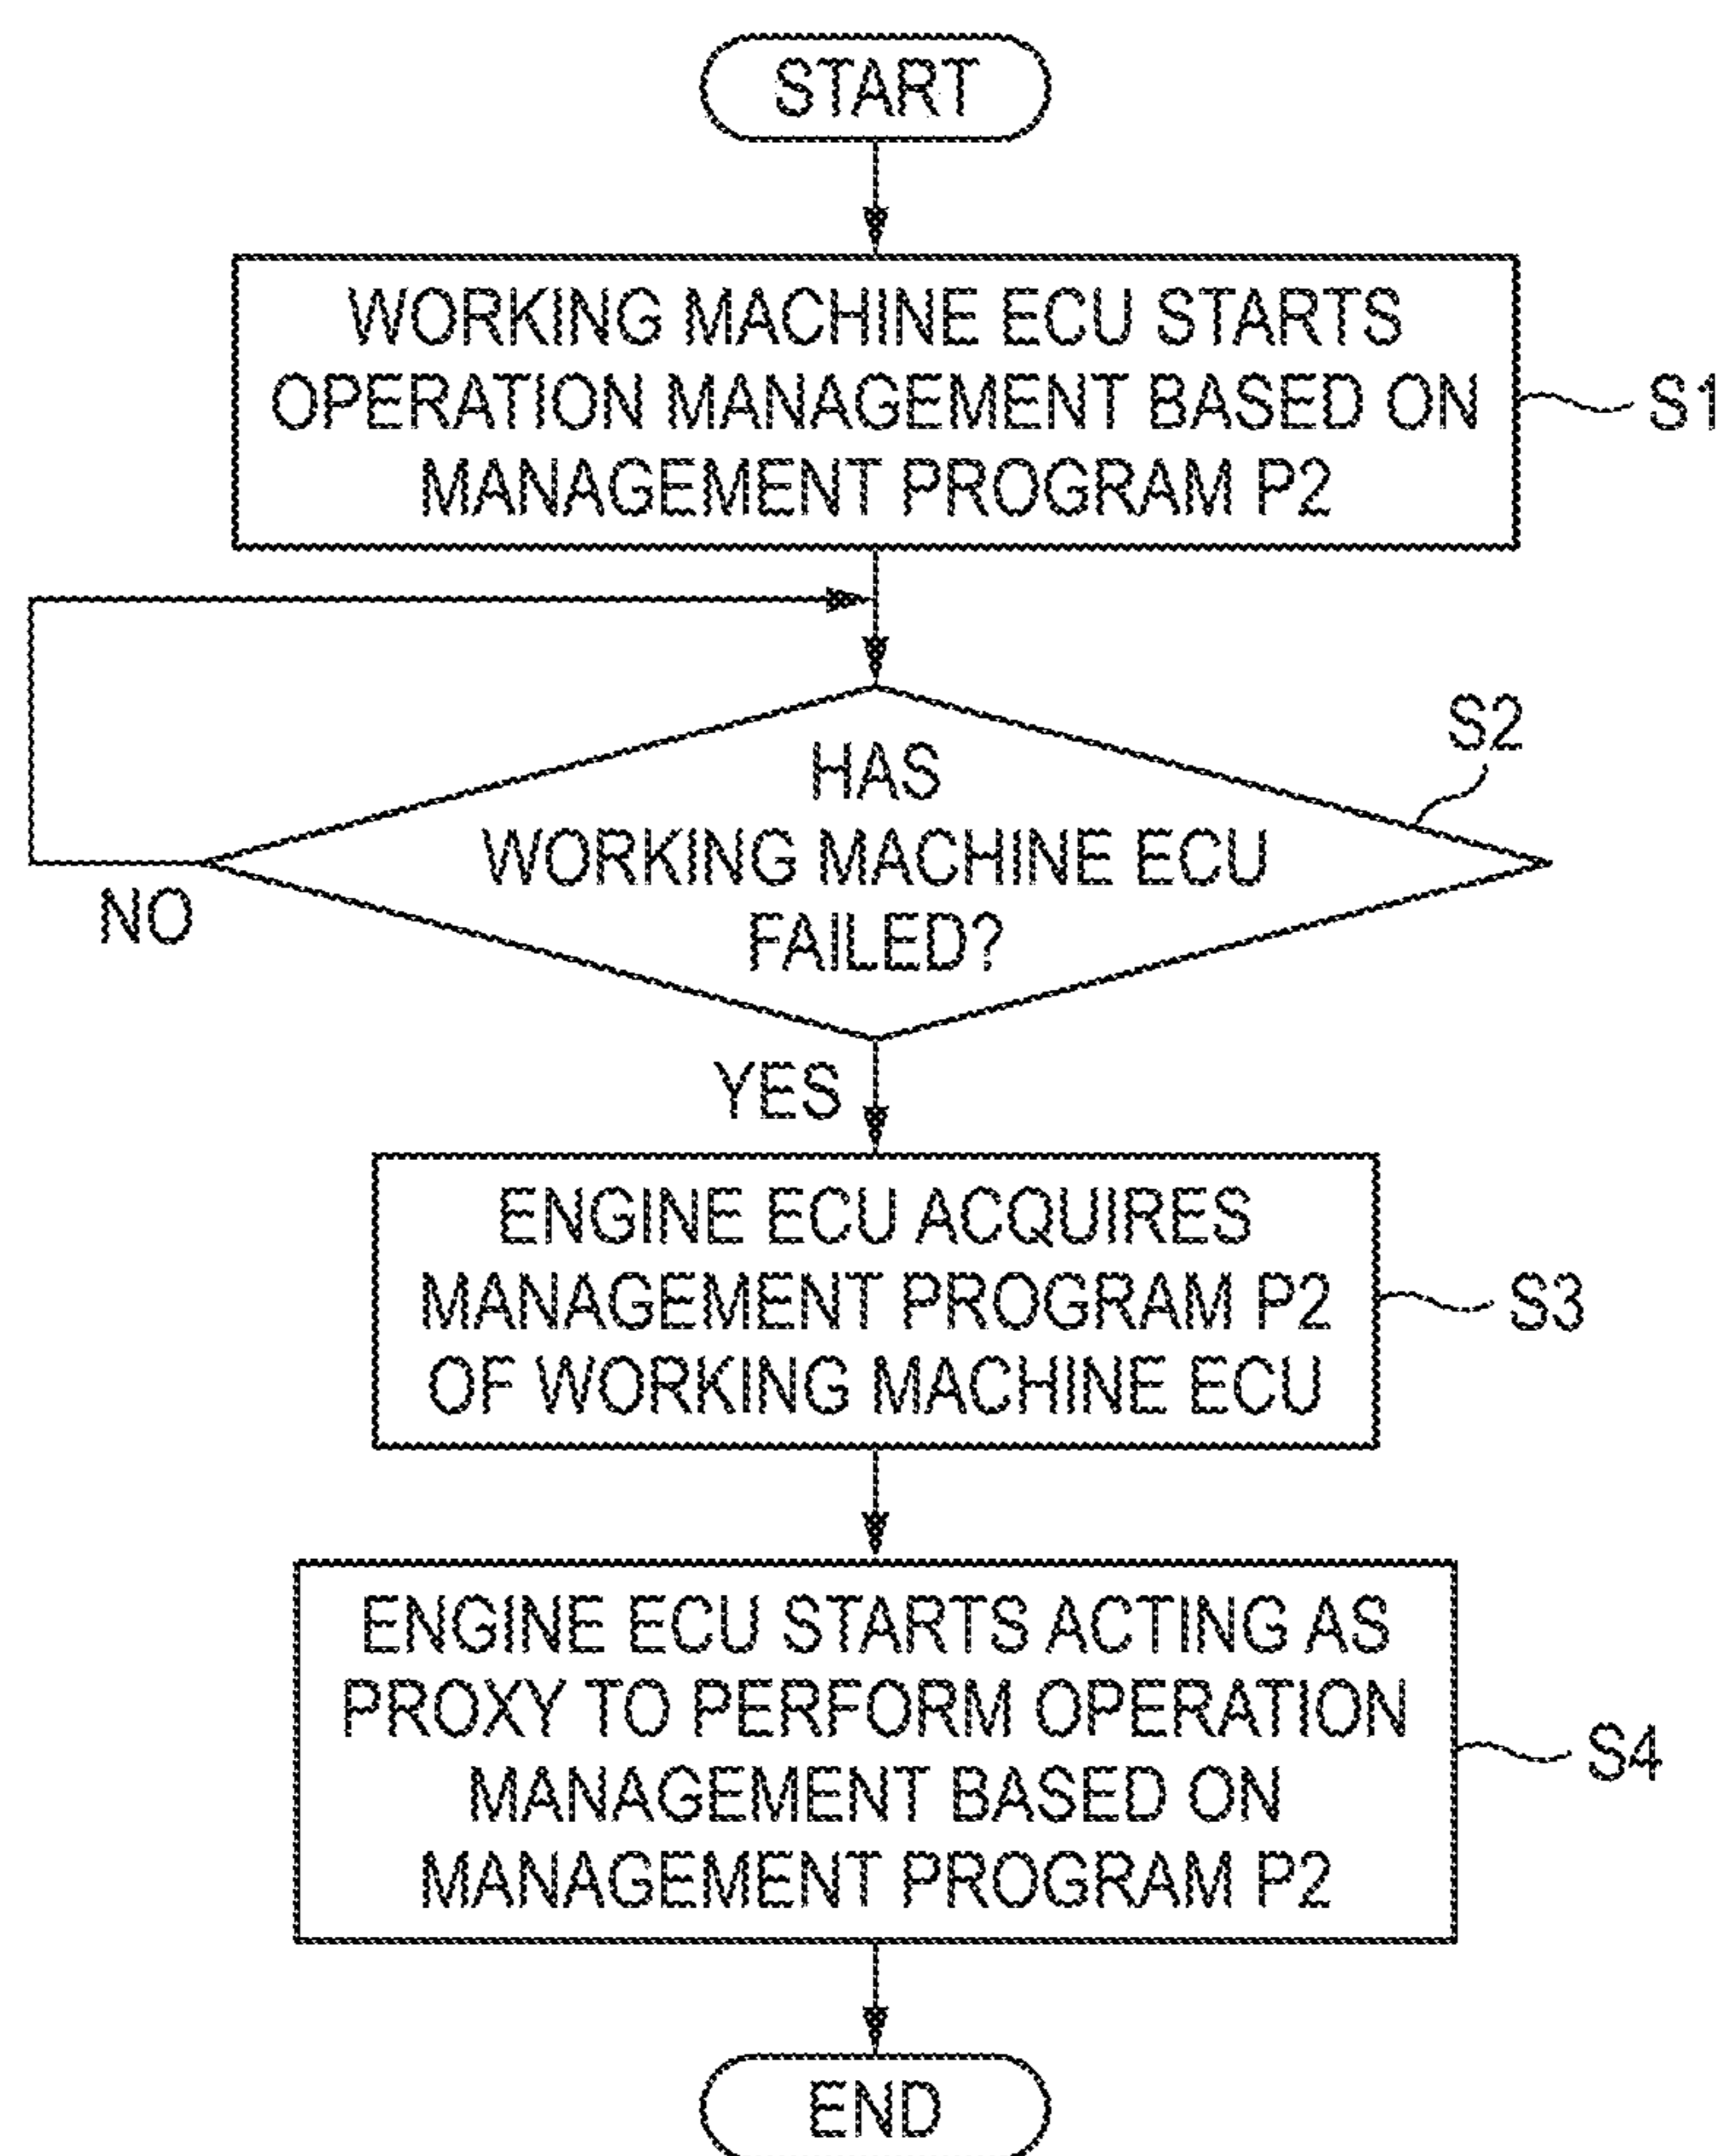 START
WORKING MACHINE ECU STARTS
OPERATION MANAGEMENT BASED ON
MANAGEMENT PROGRAM P2
S1
S2
HAS
WORKING MACHINE ECU
FAILED?
NO
YES
ENGINE ECU ACQUIRES
MANAGEMENT PROGRAM P2
OF WORKING MACHINE ECU
S3
ENGINE ECU STARTS ACTING AS
PROXY TO PERFORM OPERATION
MANAGEMENT BASED ON
MANAGEMENT PROGRAM P2
S4
END